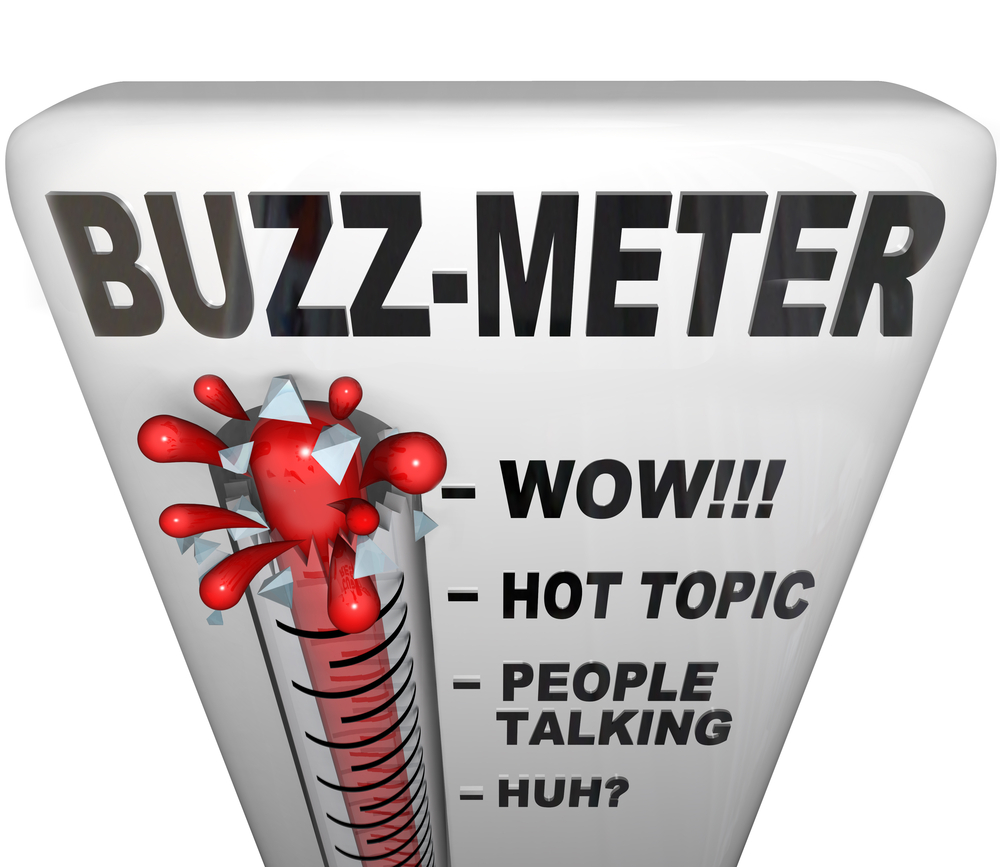 BUZZ-METER
WOW!!!
HOT TOPIC
PEOPLE
TALKING
HUH?